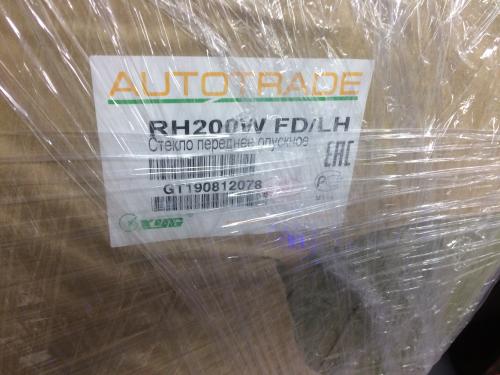 AUTOTRADE
RH200W FD/LH
Стекло переднее опускное
EAC
GT190812078